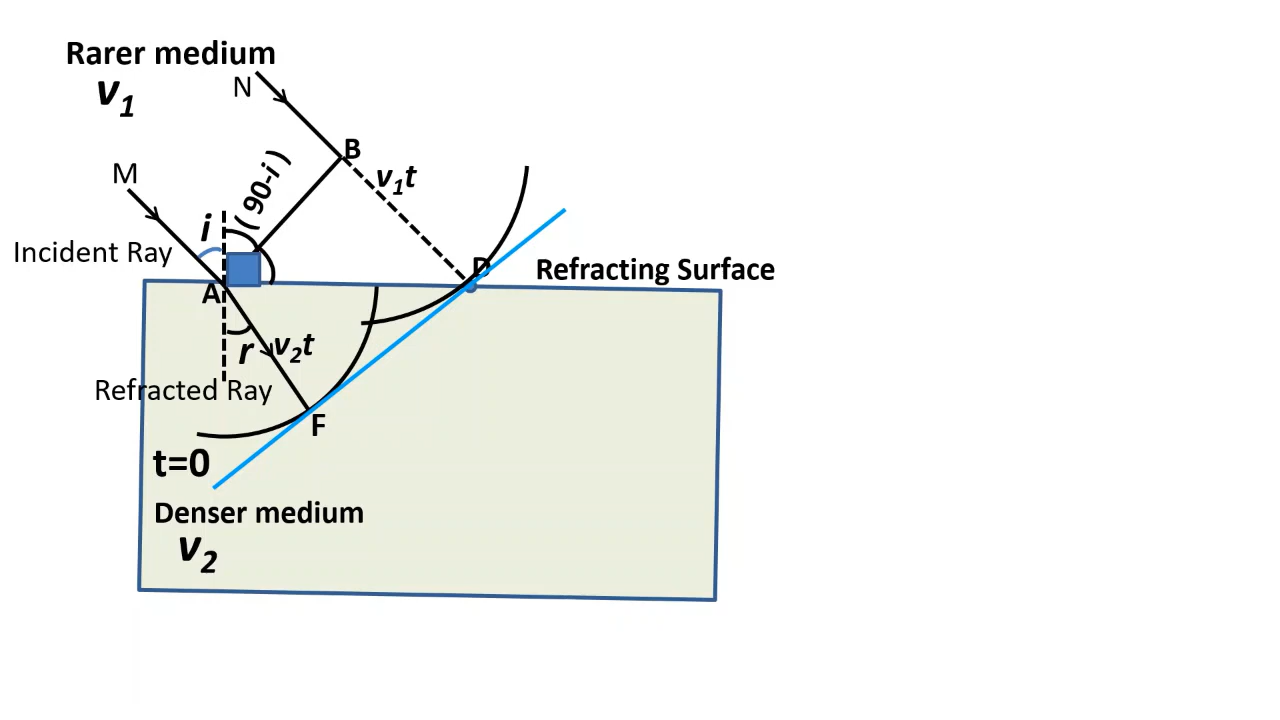 Rarer medium
v1
N
B
v1t
M
( 90-i )
i
Incident Ray
D
Refracting Surface
A
r
v2t
Refracted Ray
F
t=0
Denser medium
v2